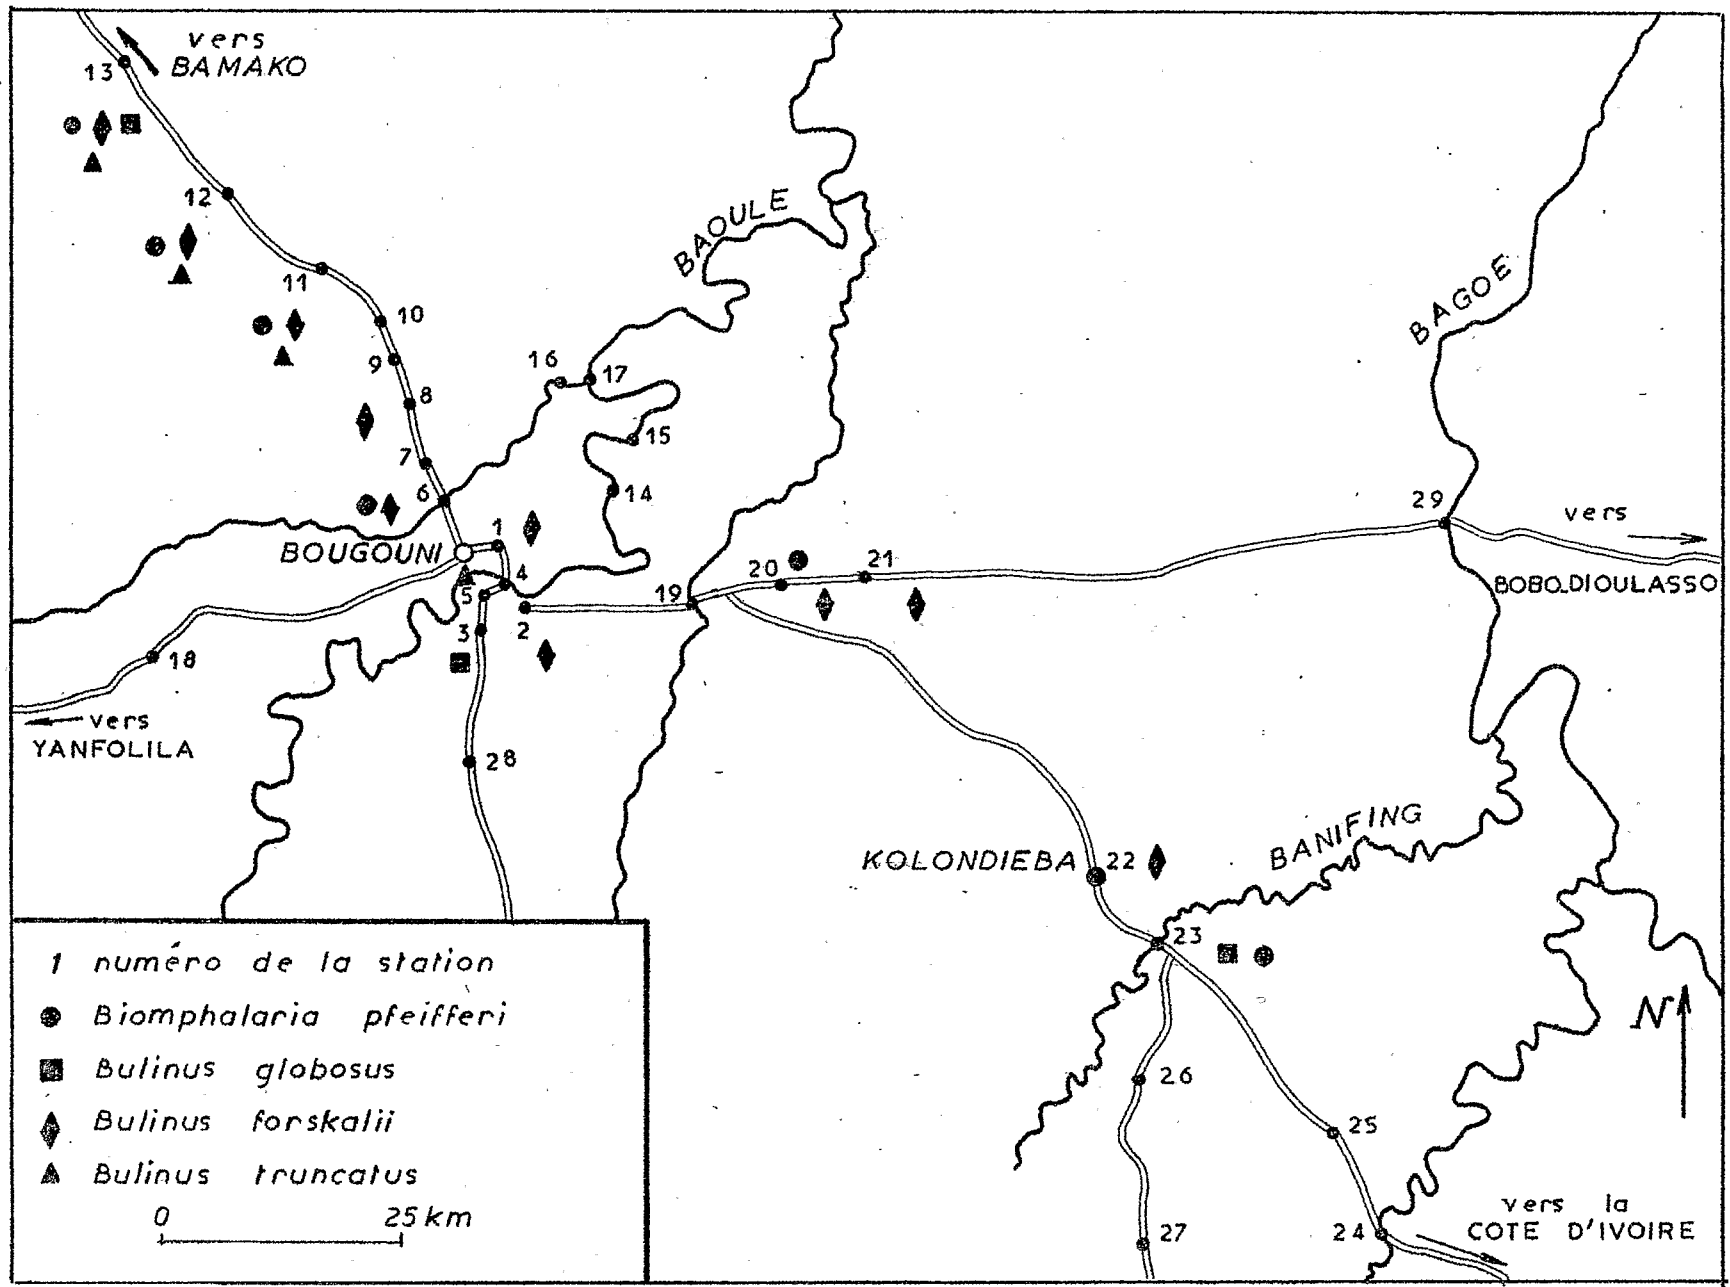 vers
BAMAKO
13
12
11
10
9
8
7
6
BAOULE
16
17
15
14
BAGOE
29
vers
BOBO_DIOULASSO
BOUGOUNI
1
4
5
3
2
19
20
21
18
vers
YANFOLILA
28
KOLONDIEBA
22
BANIFING
23
26
25
27
24
N
vers la
COTE D'IVOIRE
1 numéro de la station
Biomphalaria pfeifferi
Bulinus globosus
Bulinus forskalii
Bulinus truncatus
0 25 km